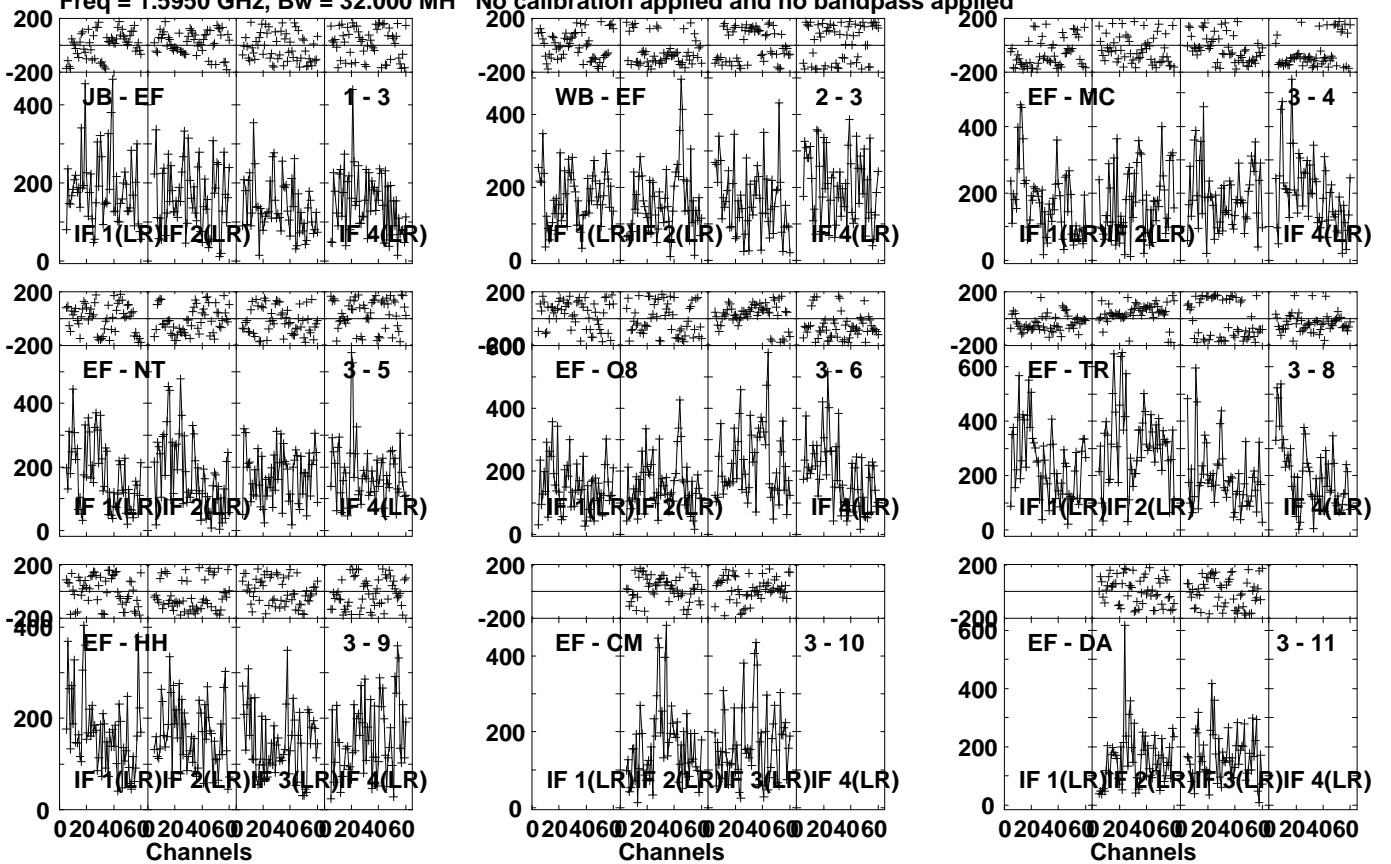 Freq = 1.5950 GHz, Bw = 32.000 MH No calibration applied and no bandpass applied
200 200 200
-200 -200 -200
JB - EF 1 - 3 WB - EF 2 - 3 EF - MC 3 - 4
400 400 400
200 200 200
IF 1(LR) IF 2(LR) IF 4(LR) IF 1(LR) IF 2(LR) IF 4(LR) IF 1(LR) IF 2(LR) IF 4(LR)
0 0 0
200 200 200
-200 -200 -200
600 600
EF - NT 3 - 5 EF - O8 3 - 6 EF - TR 3 - 8
400 400 400
200 200 200
IF 1(LR) IF 2(LR) IF 4(LR) IF 1(LR) IF 2(LR) IF 4(LR) IF 1(LR) IF 2(LR) IF 4(LR)
0 0 0
200 200 200
-200 -200 -200
400 600
EF - HH 3 - 9 EF - CM 3 - 10 EF - DA 3 - 11
400 400
200 200 200
IF 1(LR) IF 2(LR) IF 3(LR) IF 4(LR) IF 1(LR) IF 2(LR) IF 3(LR) IF 4(LR) IF 1(LR) IF 2(LR) IF 3(LR) IF 4(LR)
0 0 0
0 20 40 60 0 20 40 60 0 20 40 60 0 20 40 60 0 20 40 60 0 20 40 60 0 20 40 60 0 20 40 60 0 20 40 60 0 20 40 60 0 20 40 60 0 20 40 60
Channels Channels Channels